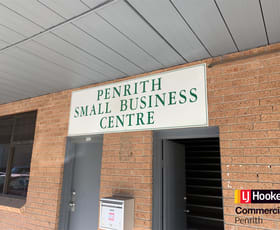 PENRITH
SMALL BUSINESS
CENTRE
LJ Hooker
Commercial
Penrith